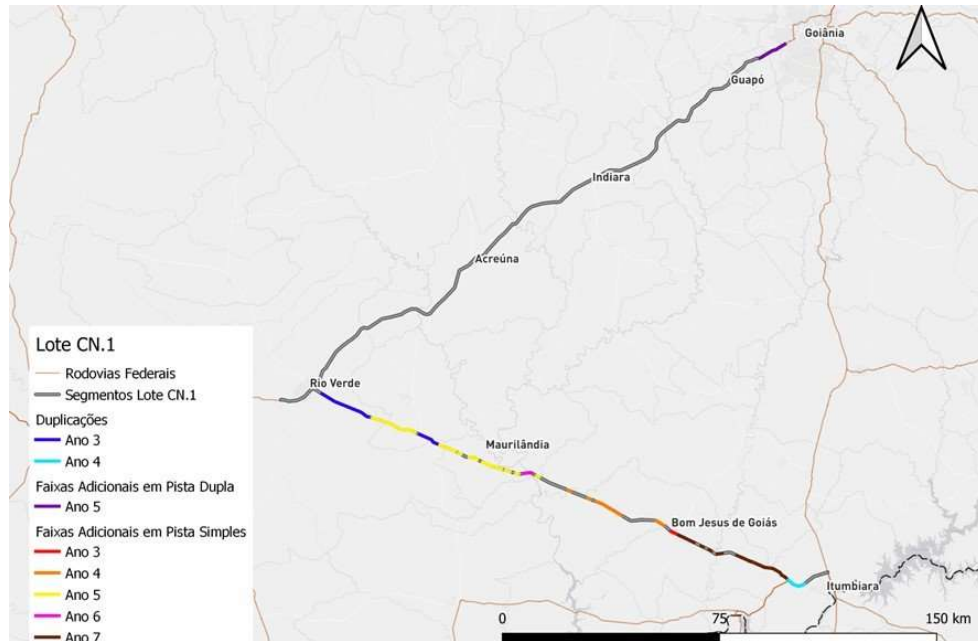 Goiânia
Guapó
Indiara
Acreúna
Rio Verde
Maurilândia
Bom Jesus de Goiás
Itumbiara
Lote CN.1
Rodovias Federais
Segmentos Lote CN.1
Duplicações
Ano 3
Ano 4
Faixas Adicionais em Pista Dupla
Ano 5
Faixas Adicionais em Pista Simples
Ano 3
Ano 4
Ano 5
Ano 6
Ano 7
0 75 150 km